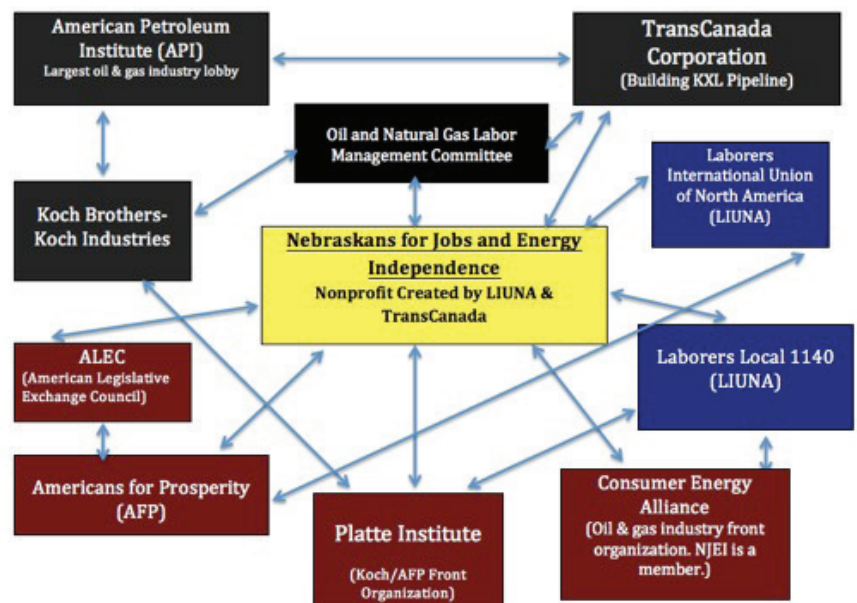 American Petroleum
Institute (API)
Largest oil & gas industry lobby
TransCanada
Corporation
(Building KXL Pipeline)
Oil and Natural Gas Labor
Management Committee
Laborers
International Union
of North America
(LIUNA)
Koch Brothers-
Koch Industries
Nebraskans for Jobs and Energy
Independence
Nonprofit Created by LIUNA &
TransCanada
ALEC
(American Legislative
Exchange Council)
Laborers Local 1140
(LIUNA)
Americans for Prosperity
(AFP)
Platte Institute
(Koch/AFP Front
Organization)
Consumer Energy
Alliance
(Oil & gas industry front
organization. NJEI is a
member.)